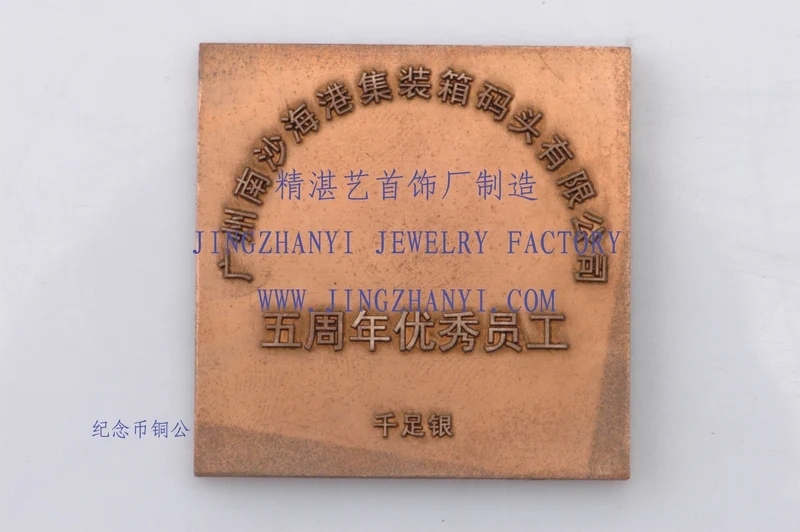 广州南沙海港集装箱码头有限公司
精湛艺首饰厂制造
JINGZHANYI JEWELRY FACTORY
WWW.JINGZHANYI.COM
五周年优秀员工
千足银
纪念币铜公